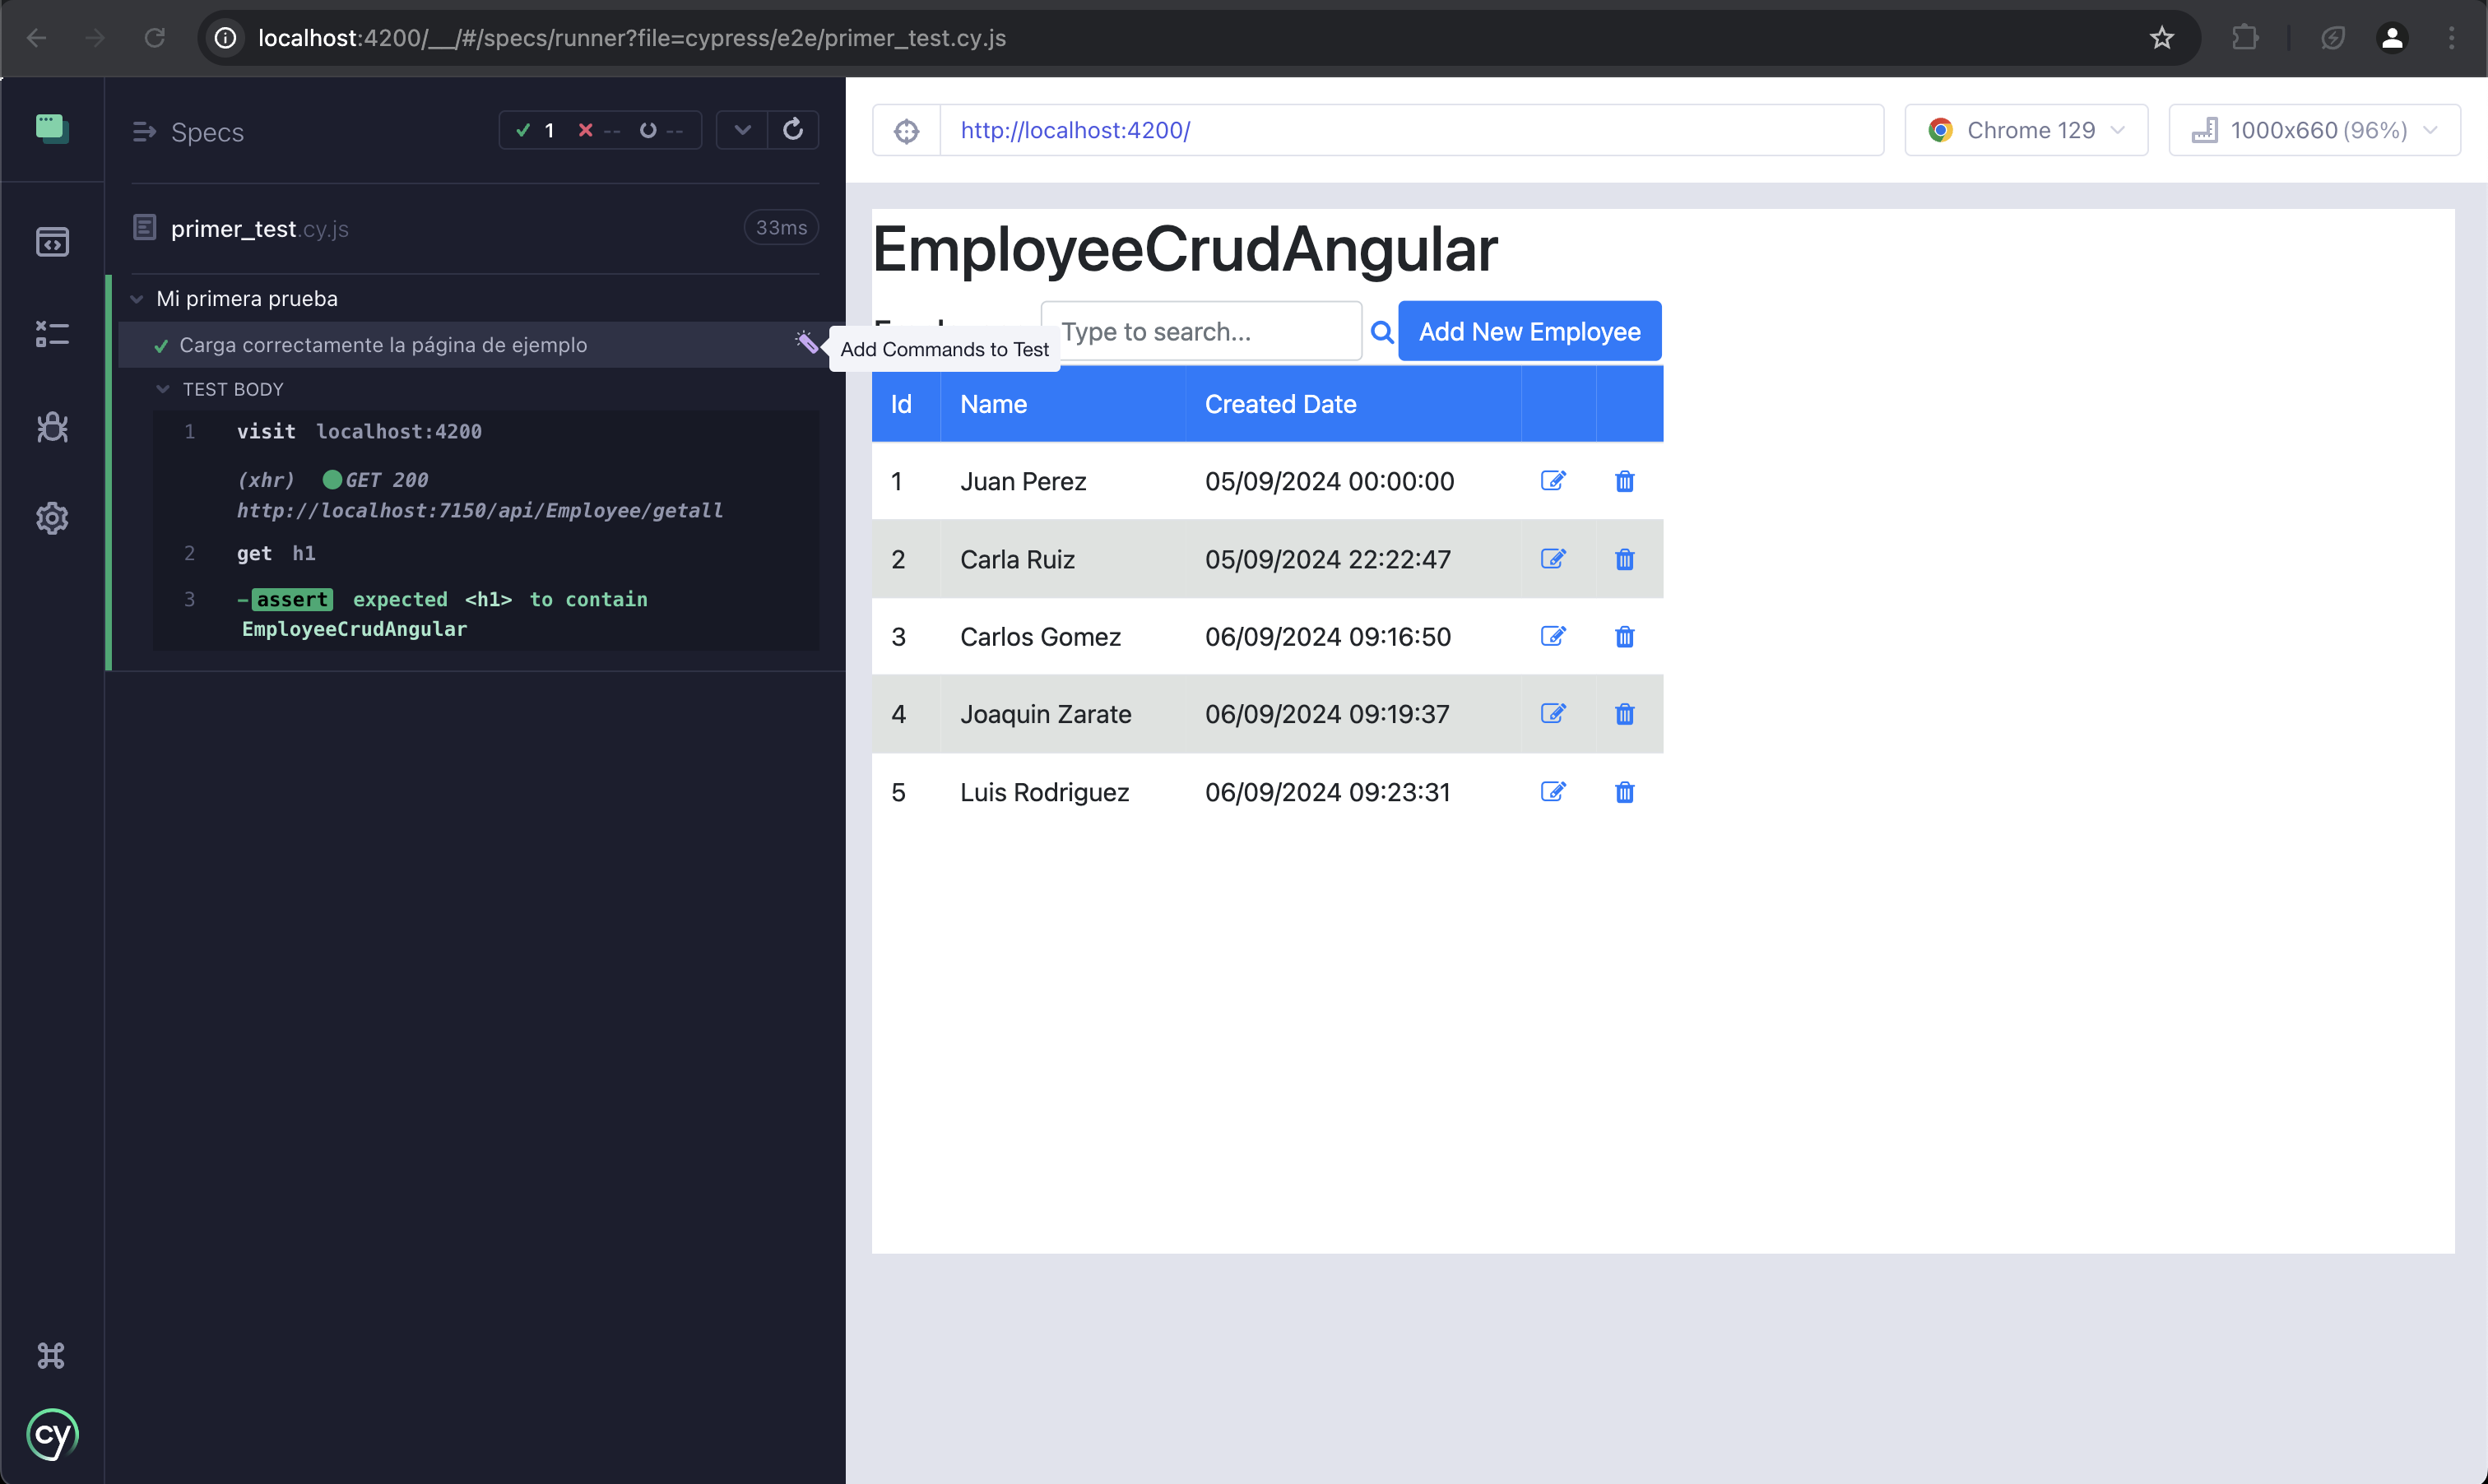 localhost:4200/__/#/specs/runner?file=cypress/e2e/primer_test.cy.js
Specs
1 -- --
http://localhost:4200/
Chrome 129
1000x660 (96%)
primer_test.cy.js
33ms
Mi primera prueba
Carga correctamente la página de ejemplo
Add Commands to Test
TEST BODY
1 visit localhost:4200
(xhr) GET 200
http://localhost:7150/api/Employee/getall
2 get h1
3 -assert expected <h1> to contain
EmployeeCrudAngular
cy
EmployeeCrudAngular
Type to search...
Add New Employee
Id Name Created Date
1 Juan Perez 05/09/2024 00:00:00
2 Carla Ruiz 05/09/2024 22:22:47
3 Carlos Gomez 06/09/2024 09:16:50
4 Joaquin Zarate 06/09/2024 09:19:37
5 Luis Rodriguez 06/09/2024 09:23:31